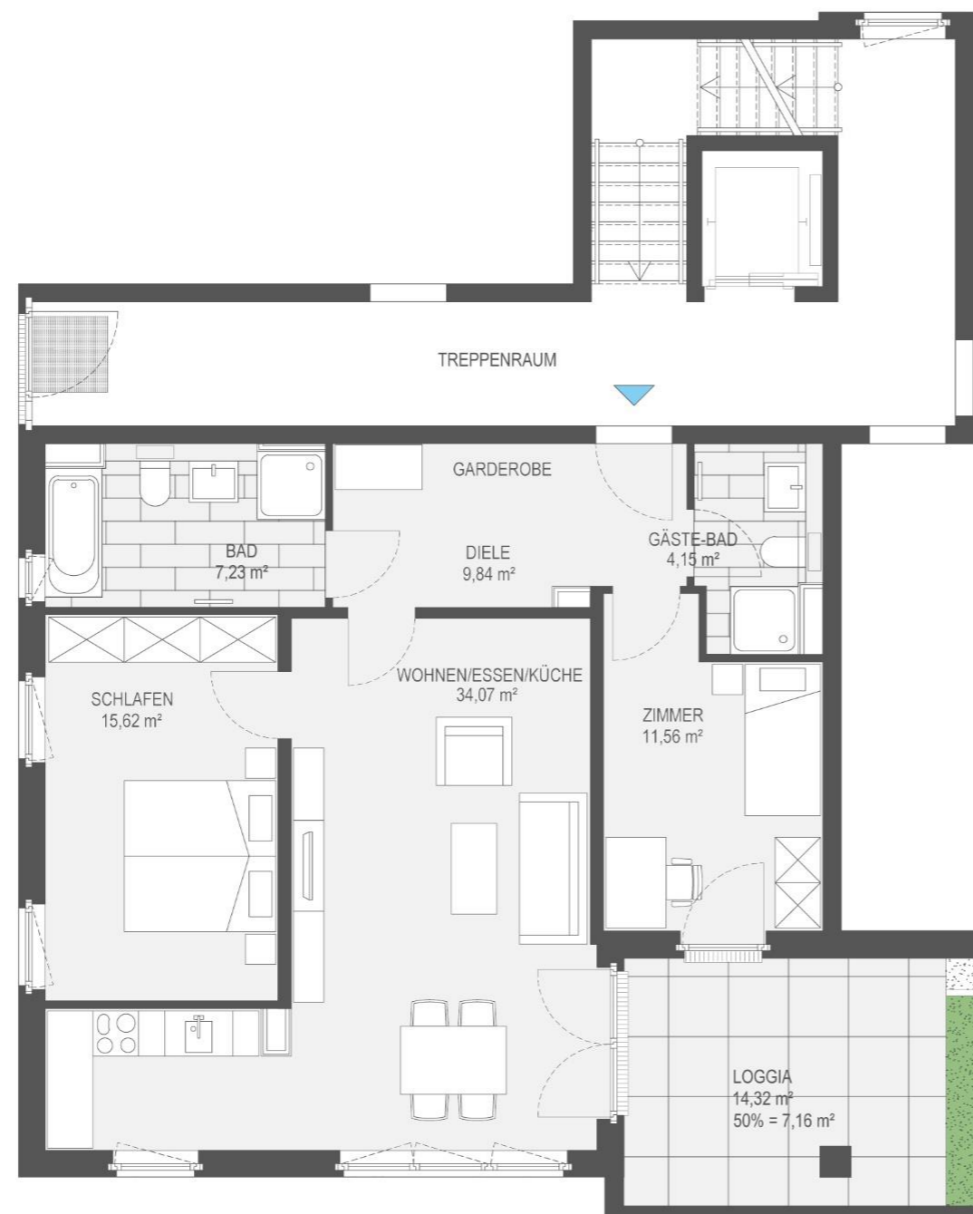 TREPPENRAUM
GARDEROBE
BAD
7,23 m²
DIELE
9,84 m²
GÄSTE-BAD
4,15 m²
SCHLAFEN
15,62 m²
WOHNEN/ESSEN/KÜCHE
34,07 m²
ZIMMER
11,56 m²
LOGGIA
14,32 m²
50% = 7,16 m²